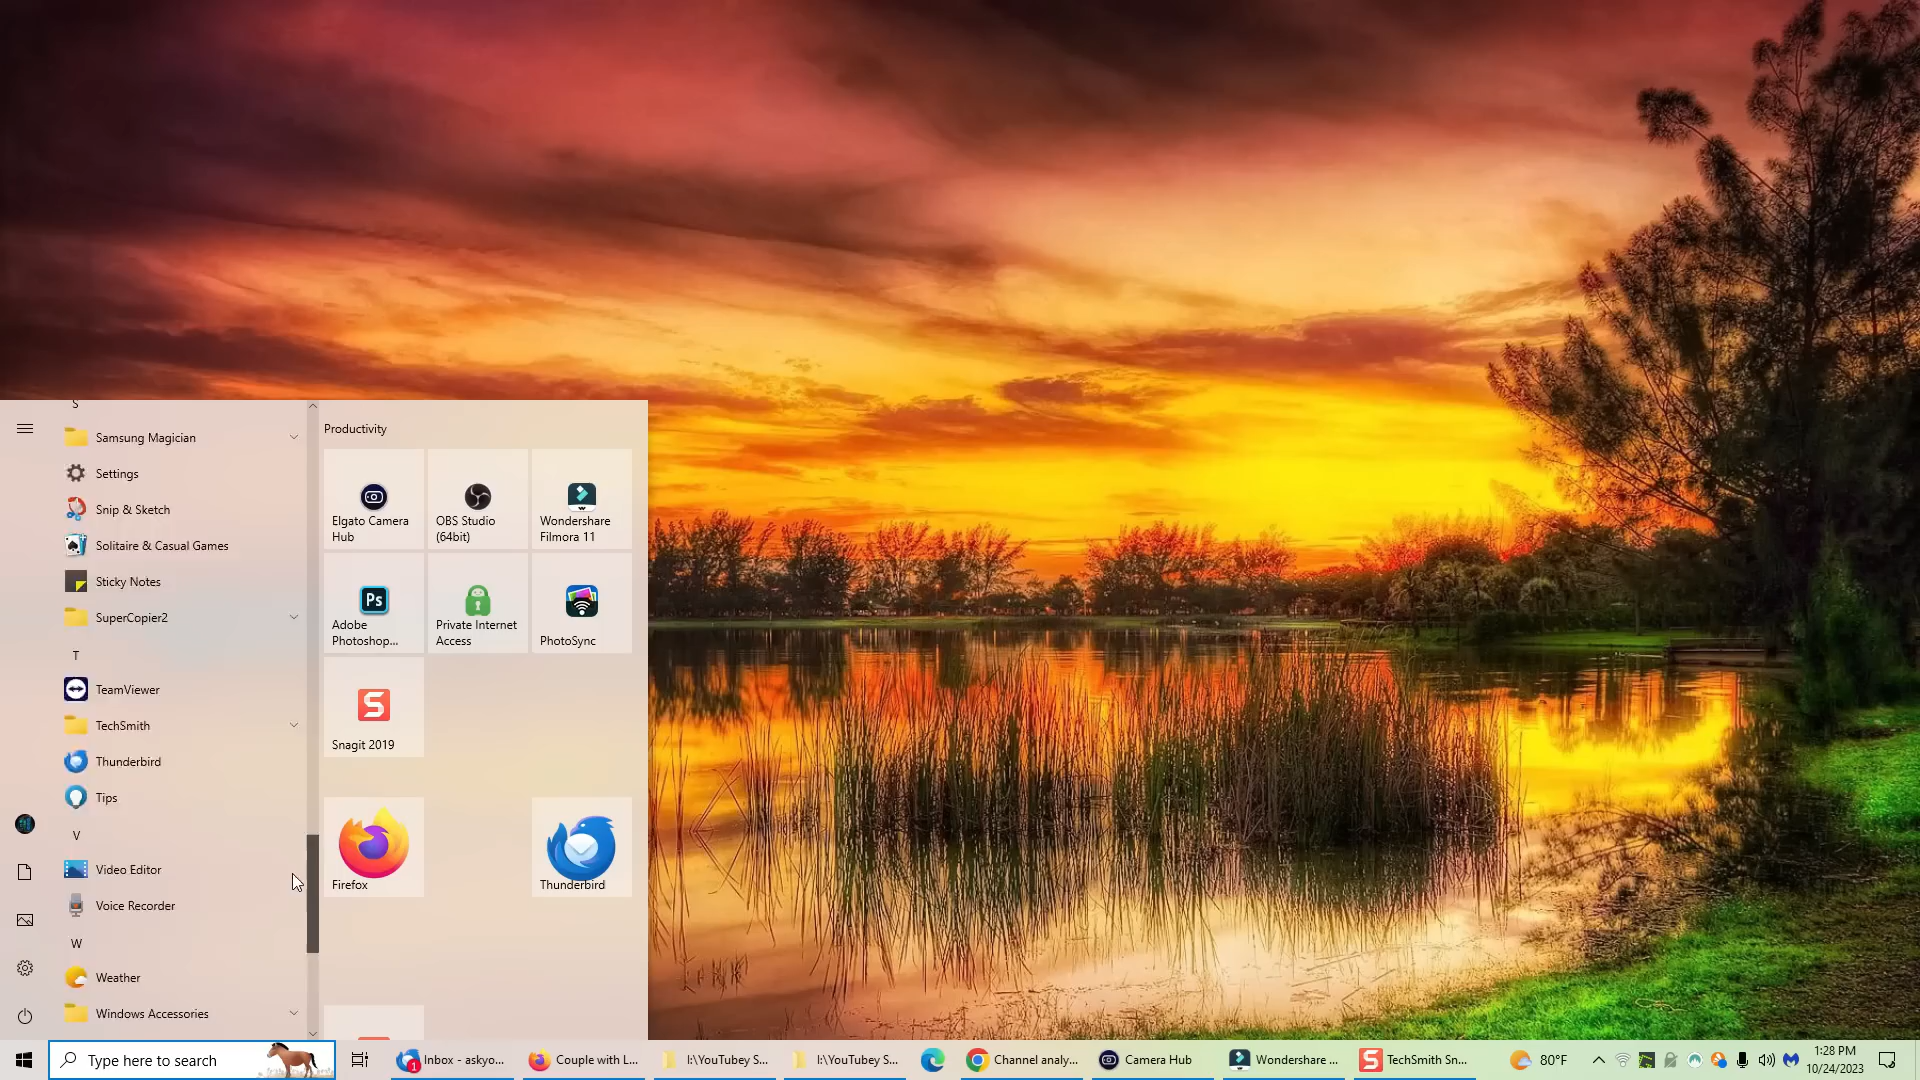 S
Samsung Magician
Settings
Snip & Sketch
Solitaire & Casual Games
Sticky Notes
SuperCopier2
T
TeamViewer
TechSmith
Thunderbird
Tips
V
Video Editor
Voice Recorder
W
Weather
Windows Accessories
Productivity
Elgato Camera
Hub
OBS Studio
(64bit)
Wondershare
Filmora 11
Ps
Adobe
Photoshop...
Private Internet
Access
PhotoSync
S
Snagit 2019
Firefox
Thunderbird
Type here to search
1
Inbox - askyo...
Couple with L...
I:\YouTubey S...
I:\YouTubey S...
Channel analy...
Camera Hub
Wondershare ...
S
TechSmith Sn...
80°F
1:28 PM
10/24/2023